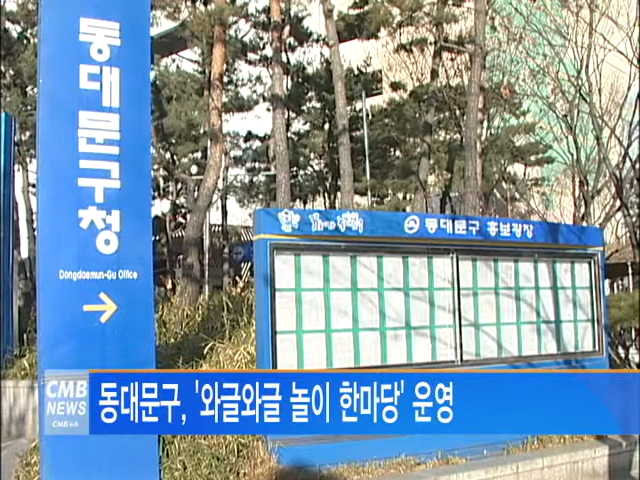 동대문구청
Dongdaemun-Gu Office
동대문구 홍보광장
CMB
NEWS
동대문구, '와글와글 놀이 한마당' 운영